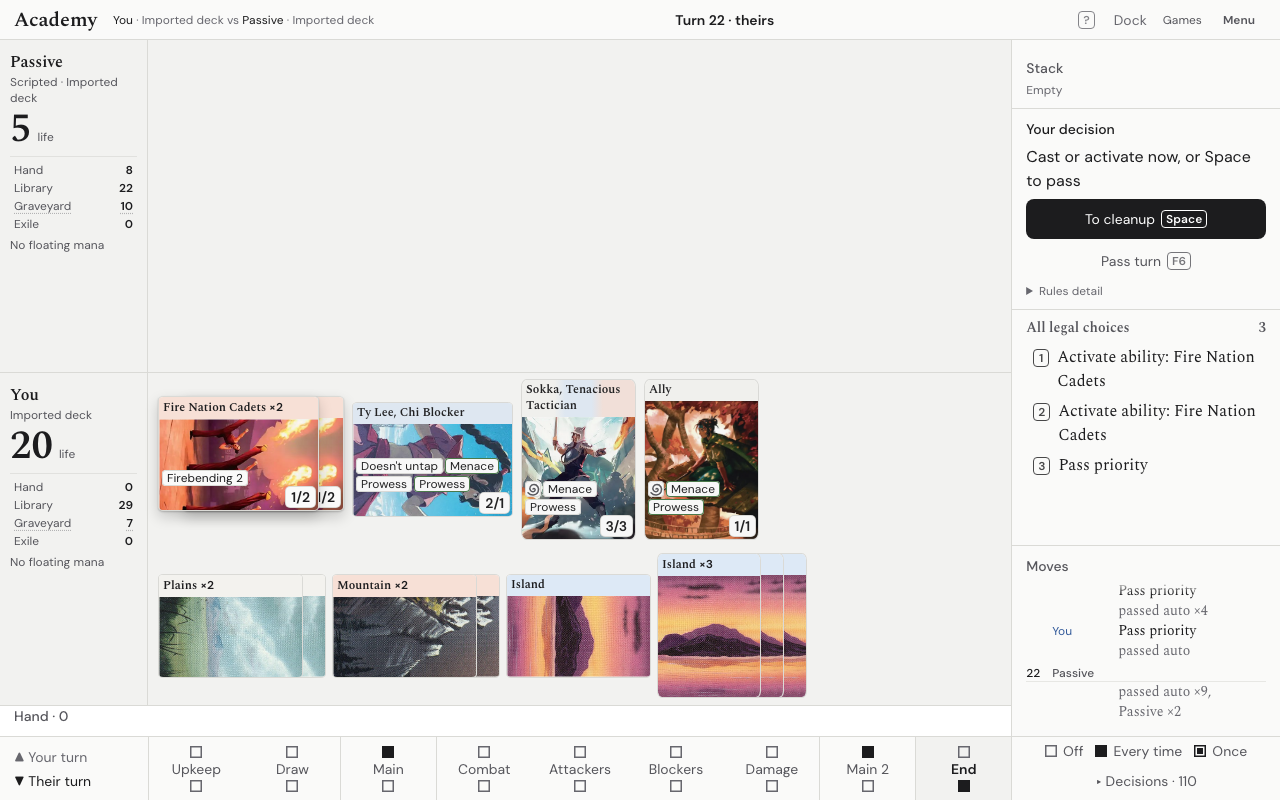 Academy
You · Imported deck vs Passive · Imported deck
Turn 22 · theirs
?
Dock
Games
Menu
Passive
Scripted · Imported
deck
5 life
Hand 8
Library 22
Graveyard 10
Exile 0
No floating mana
You
Imported deck
20 life
Hand 0
Library 29
Graveyard 7
Exile 0
No floating mana
Fire Nation Cadets ×2
Firebending 2
1/2
1/2
Ty Lee, Chi Blocker
Doesn't untap
Menace
Prowess
Prowess
2/1
Sokka, Tenacious
Tactician
Menace
Prowess
3/3
Ally
Menace
Prowess
1/1
Plains ×2
Mountain ×2
Island
Island ×3
Hand · 0
Stack
Empty
Your decision
Cast or activate now, or Space
to pass
To cleanup Space
Pass turn F6
▶ Rules detail
All legal choices 3
1 Activate ability: Fire Nation
Cadets
2 Activate ability: Fire Nation
Cadets
3 Pass priority
Moves
Pass priority
passed auto ×4
You Pass priority
passed auto
22 Passive
passed auto ×9,
Passive ×2
▲ Your turn
▼ Their turn
Upkeep
Draw
Main
Combat
Attackers
Blockers
Damage
Main 2
End
Off
Every time
Once
▸ Decisions · 110